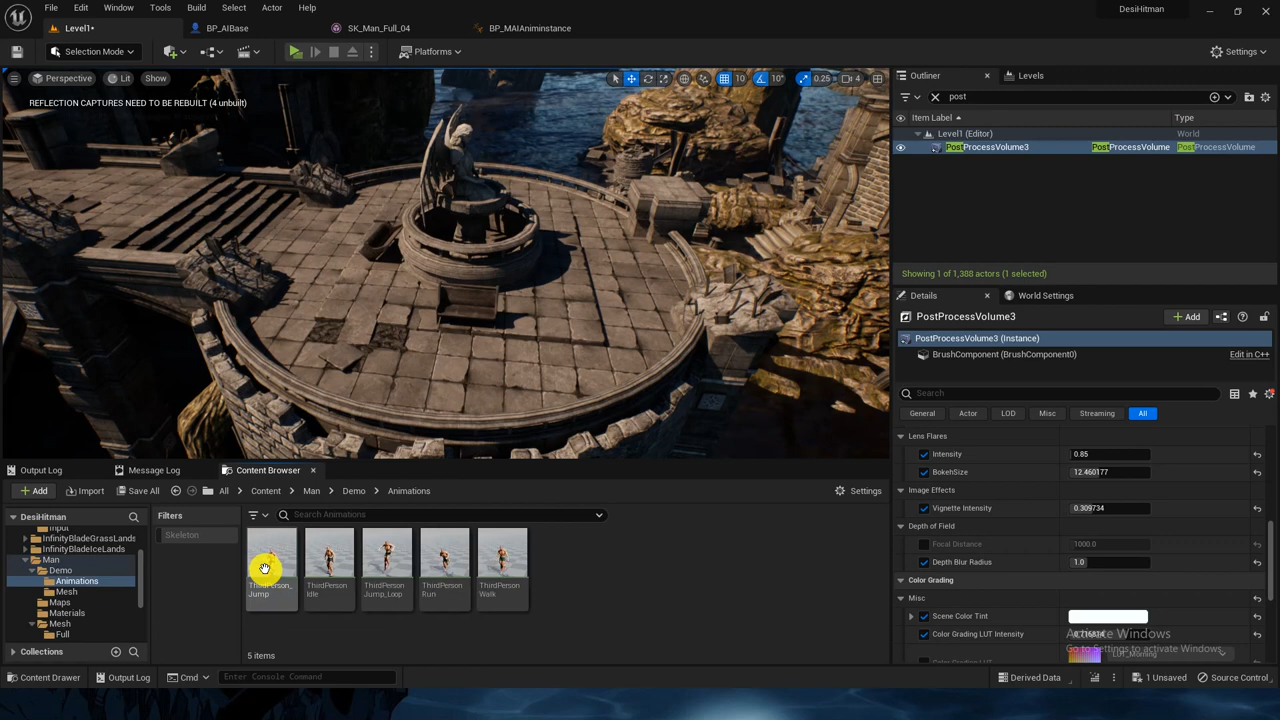 File Edit Window Tools Build Select Actor Help
DesiHitman
Level1*
BP_AIBase
SK_Man_Full_04
BP_MAIAniminstance
Selection Mode
Platforms
Settings
Perspective
Lit
Show
10
10°
0.25
4
REFLECTION CAPTURES NEED TO BE REBUILT (4 unbuilt)
Outliner
Levels
post
Item Label
Type
Level1 (Editor)
World
PostProcessVolume3
PostProcessVolume
PostProcessVolume
Showing 1 of 1,388 actors (1 selected)
Details
World Settings
PostProcessVolume3
Add
PostProcessVolume3 (Instance)
BrushComponent (BrushComponent0)
Edit in C++
Search
General
Actor
LOD
Misc
Streaming
All
Lens Flares
Intensity
0.85
BokehSize
12.460177
Image Effects
Vignette Intensity
0.309734
Depth of Field
Focal Distance
1000.0
Depth Blur Radius
1.0
Color Grading
Misc
Scene Color Tint
Color Grading LUT Intensity
Activate Windows
Go to Settings to activate Windows.
LUT_Morning
Output Log
Message Log
Content Browser
Add
Import
Save All
All
Content
Man
Demo
Animations
Settings
DesiHitman
Input
InfinityBladeGrassLands
InfinityBladeIceLands
Man
Demo
Animations
Mesh
Maps
Materials
Mesh
Full
Collections
Filters
Skeleton
Search Animations
ThirdPerson_
Jump
ThirdPerson
Idle
ThirdPerson
Jump_Loop
ThirdPerson
Run
ThirdPerson
Walk
5 items
Content Drawer
Output Log
Cmd
Enter Console Command
Derived Data
1 Unsaved
Source Control